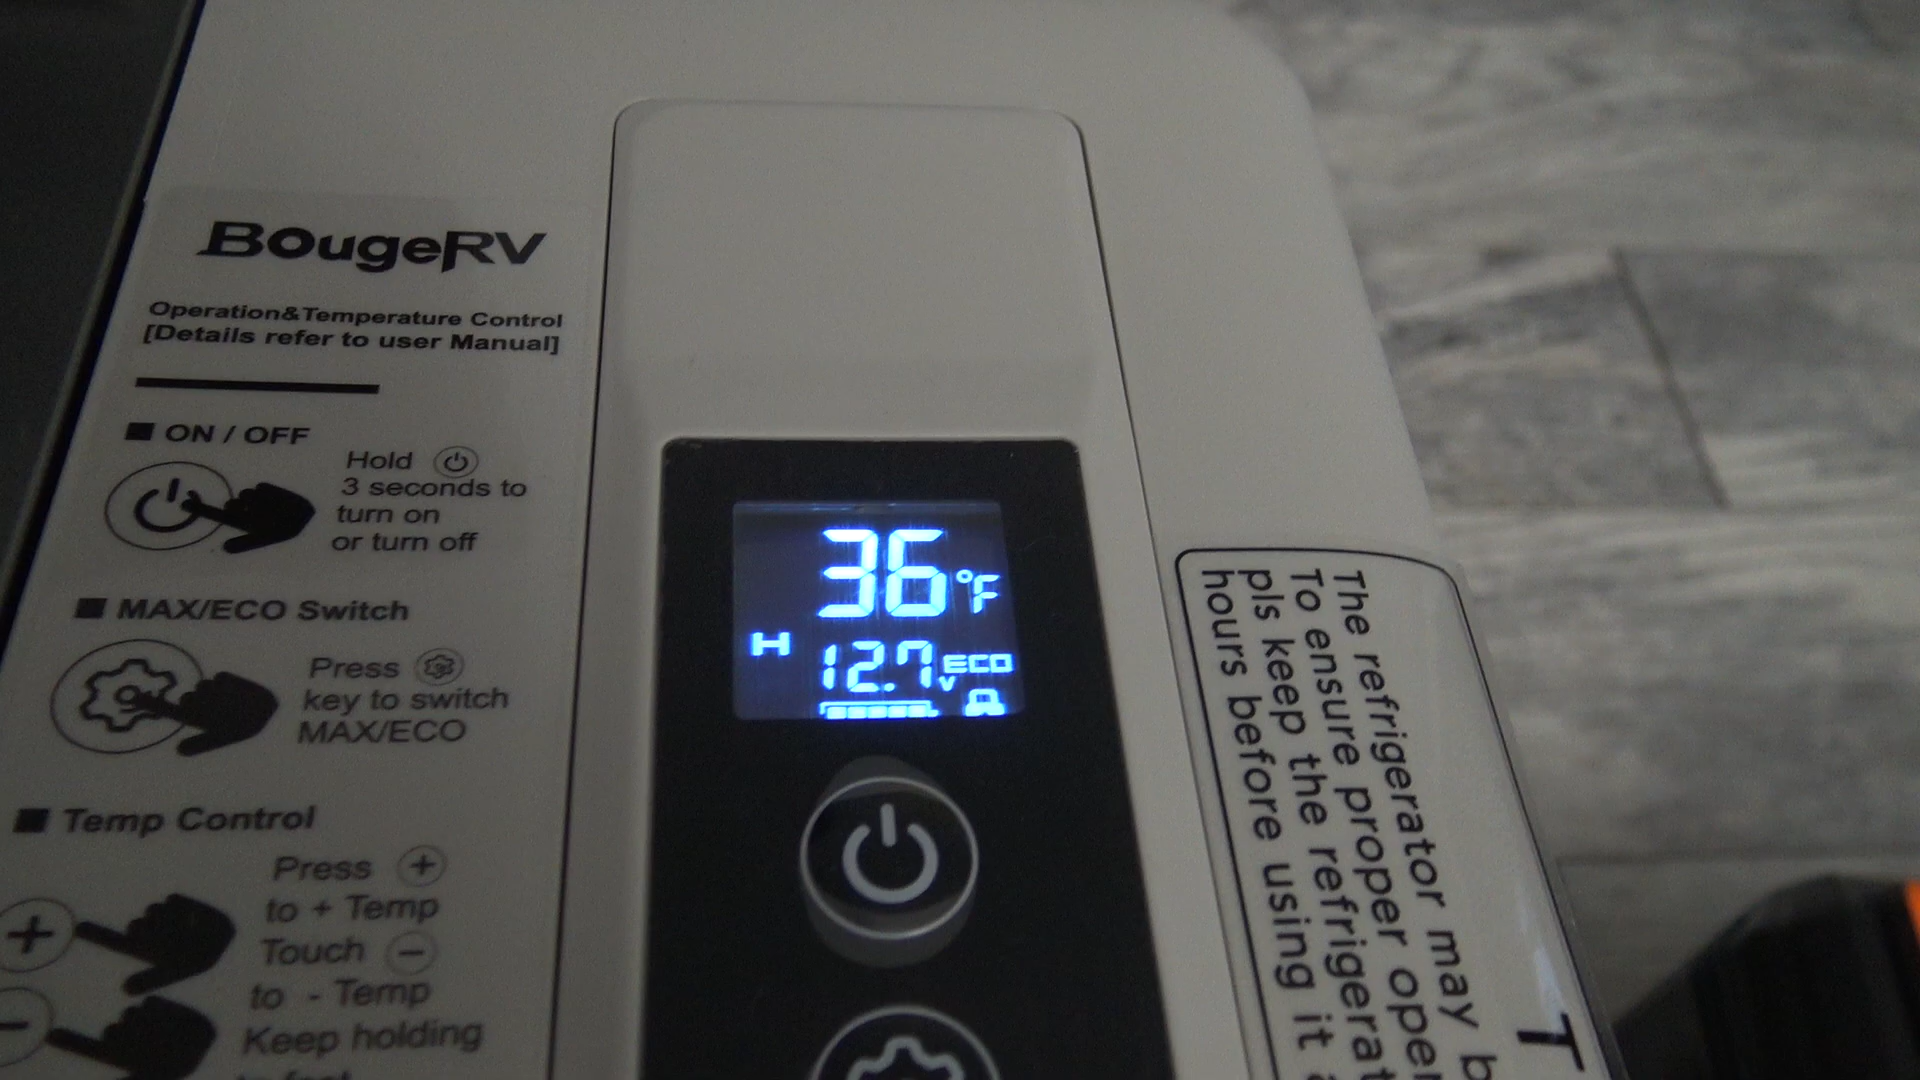 BougeRV
Operation&Temperature Control
[Details refer to user Manual]
ON / OFF
Hold
3 seconds to
turn on
or turn off
MAX/ECO Switch
Press
key to switch
MAX/ECO
Temp Control
Press +
to + Temp
Touch −
to - Temp
Keep holding
36°F
H 12.7v ECO
The refrigerator may
To ensure proper
pls keep the
hours before using it
T